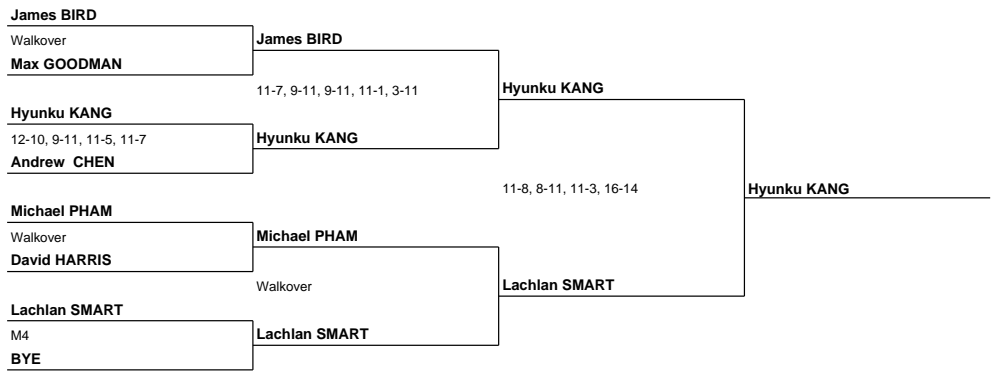 James BIRD
Walkover
Max GOODMAN
James BIRD
11-7, 9-11, 9-11, 11-1, 3-11
Hyunku KANG
12-10, 9-11, 11-5, 11-7
Andrew CHEN
Hyunku KANG
Hyunku KANG
11-8, 8-11, 11-3, 16-14
Hyunku KANG
Michael PHAM
Walkover
David HARRIS
Michael PHAM
Walkover
Lachlan SMART
Lachlan SMART
M4
BYE
Lachlan SMART